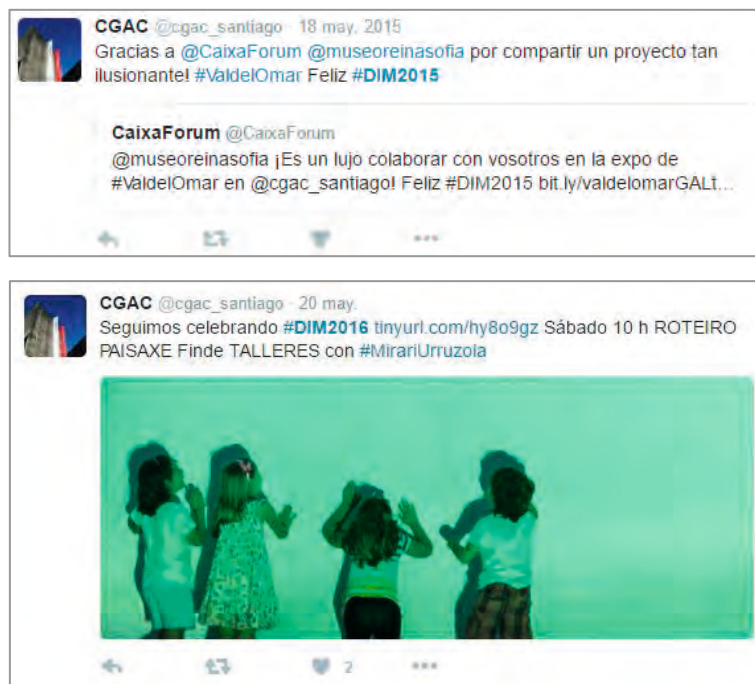 CGAC @cgac_santiago · 18 may. 2015
Gracias a @CaixaForum @museoreinasofia por compartir un proyecto tan
ilusionante! #ValdelOmar Feliz #DIM2015
CaixaForum @CaixaForum
@museoreinasofia ¡Es un lujo colaborar con vosotros en la expo de
#ValdelOmar en @cgac_santiago! Feliz #DIM2015 bit.ly/valdelomarGALt...
CGAC @cgac_santiago · 20 may.
Seguimos celebrando #DIM2016 tinyurl.com/hy8o9gz Sábado 10 h ROTEIRO
PAISAXE Finde TALLERES con #MirariUrruzola
2